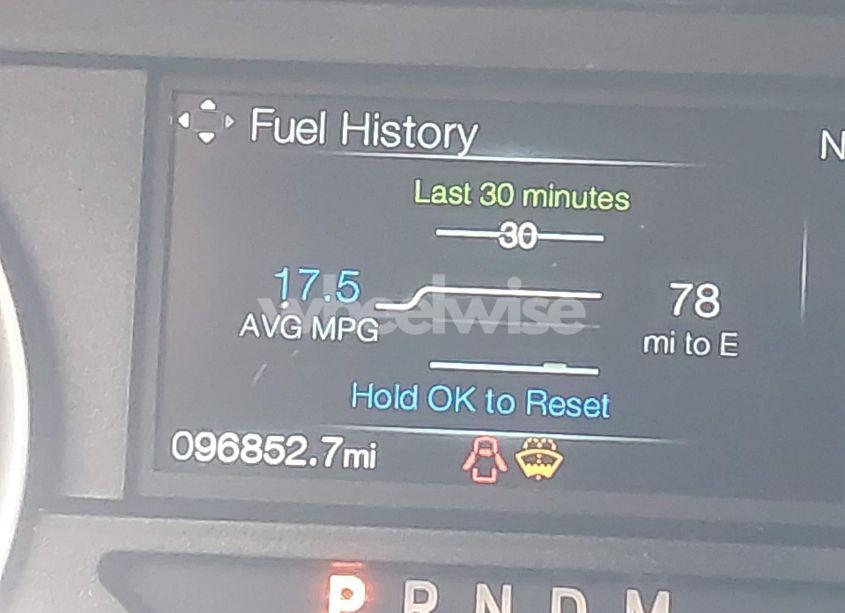 Fuel History
N
Last 30 minutes
30
17.5
AVG MPG
78
mi to E
wheelwise
Hold OK to Reset
096852.7mi
P R N D M